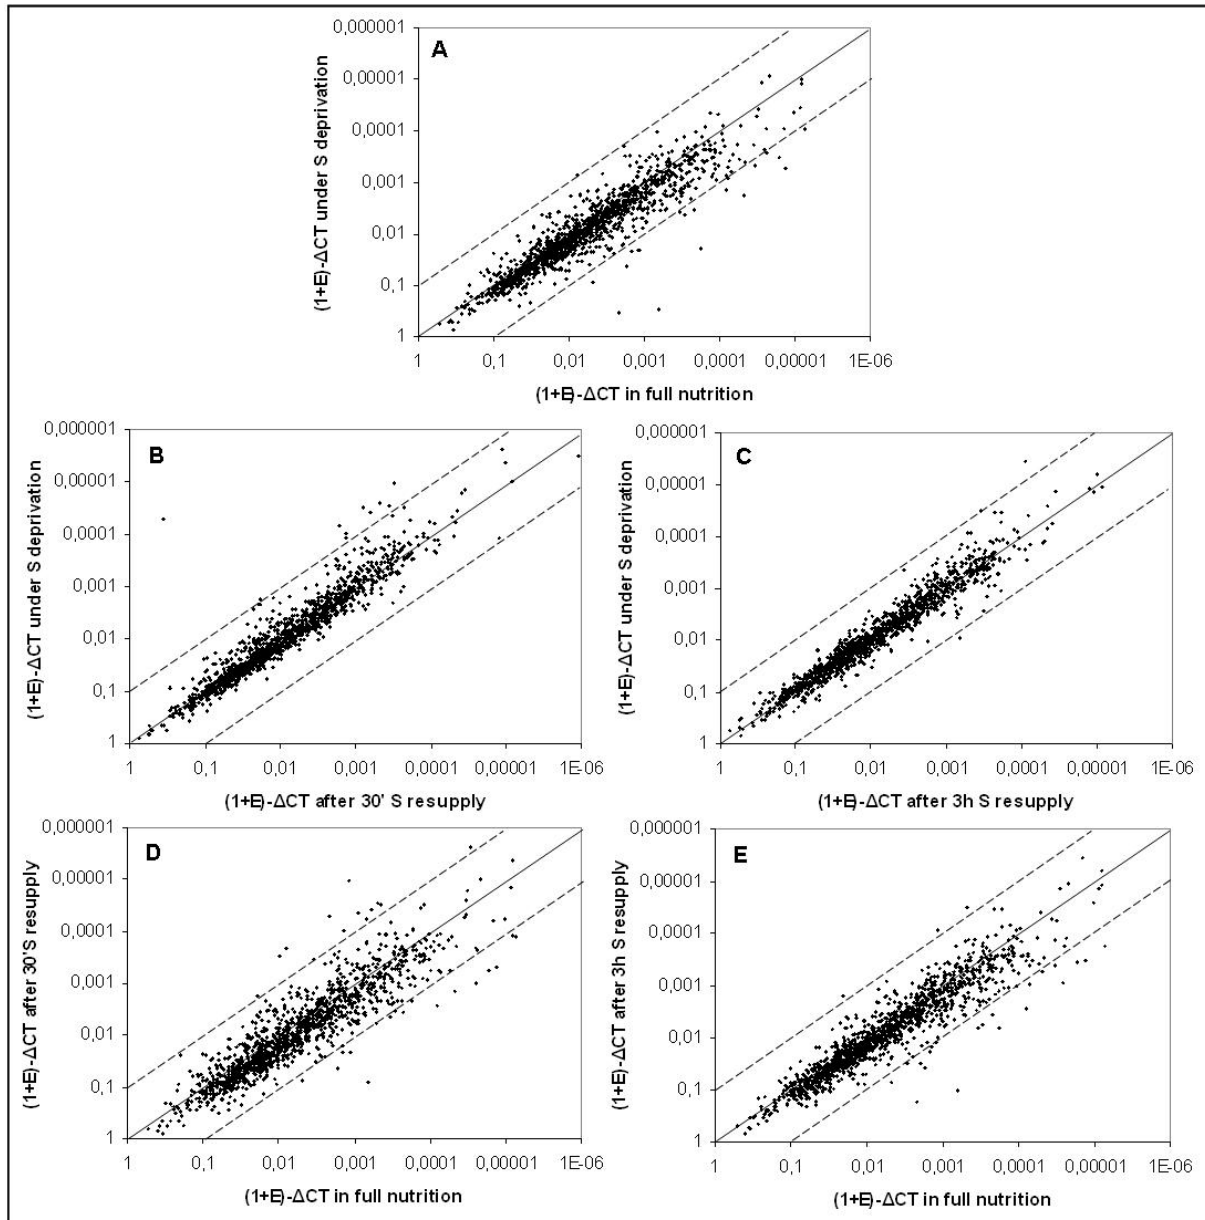 A
0,000001
0,00001
0,0001
0,001
0,01
0,1
1
(1+E)-ΔCT under S deprivation
1 0,1 0,01 0,001 0,0001 0,00001 1E-06
(1+E)-ΔCT in full nutrition
B
0,000001
0,00001
0,0001
0,001
0,01
0,1
1
(1+E)-ΔCT under S deprivation
1 0,1 0,01 0,001 0,0001 0,00001 1E-06
(1+E)-ΔCT after 30' S resupply
C
0,000001
0,00001
0,0001
0,001
0,01
0,1
1
(1+E)-ΔCT under S deprivation
1 0,1 0,01 0,001 0,0001 0,00001 1E-06
(1+E)-ΔCT after 3h S resupply
D
0,000001
0,00001
0,0001
0,001
0,01
0,1
1
(1+E)-ΔCT after 30'S resupply
1 0,1 0,01 0,001 0,0001 0,00001 1E-06
(1+E)-ΔCT in full nutrition
E
0,000001
0,00001
0,0001
0,001
0,01
0,1
1
(1+E)-ΔCT after 3h S resupply
1 0,1 0,01 0,001 0,0001 0,00001 1E-06
(1+E)-ΔCT in full nutrition